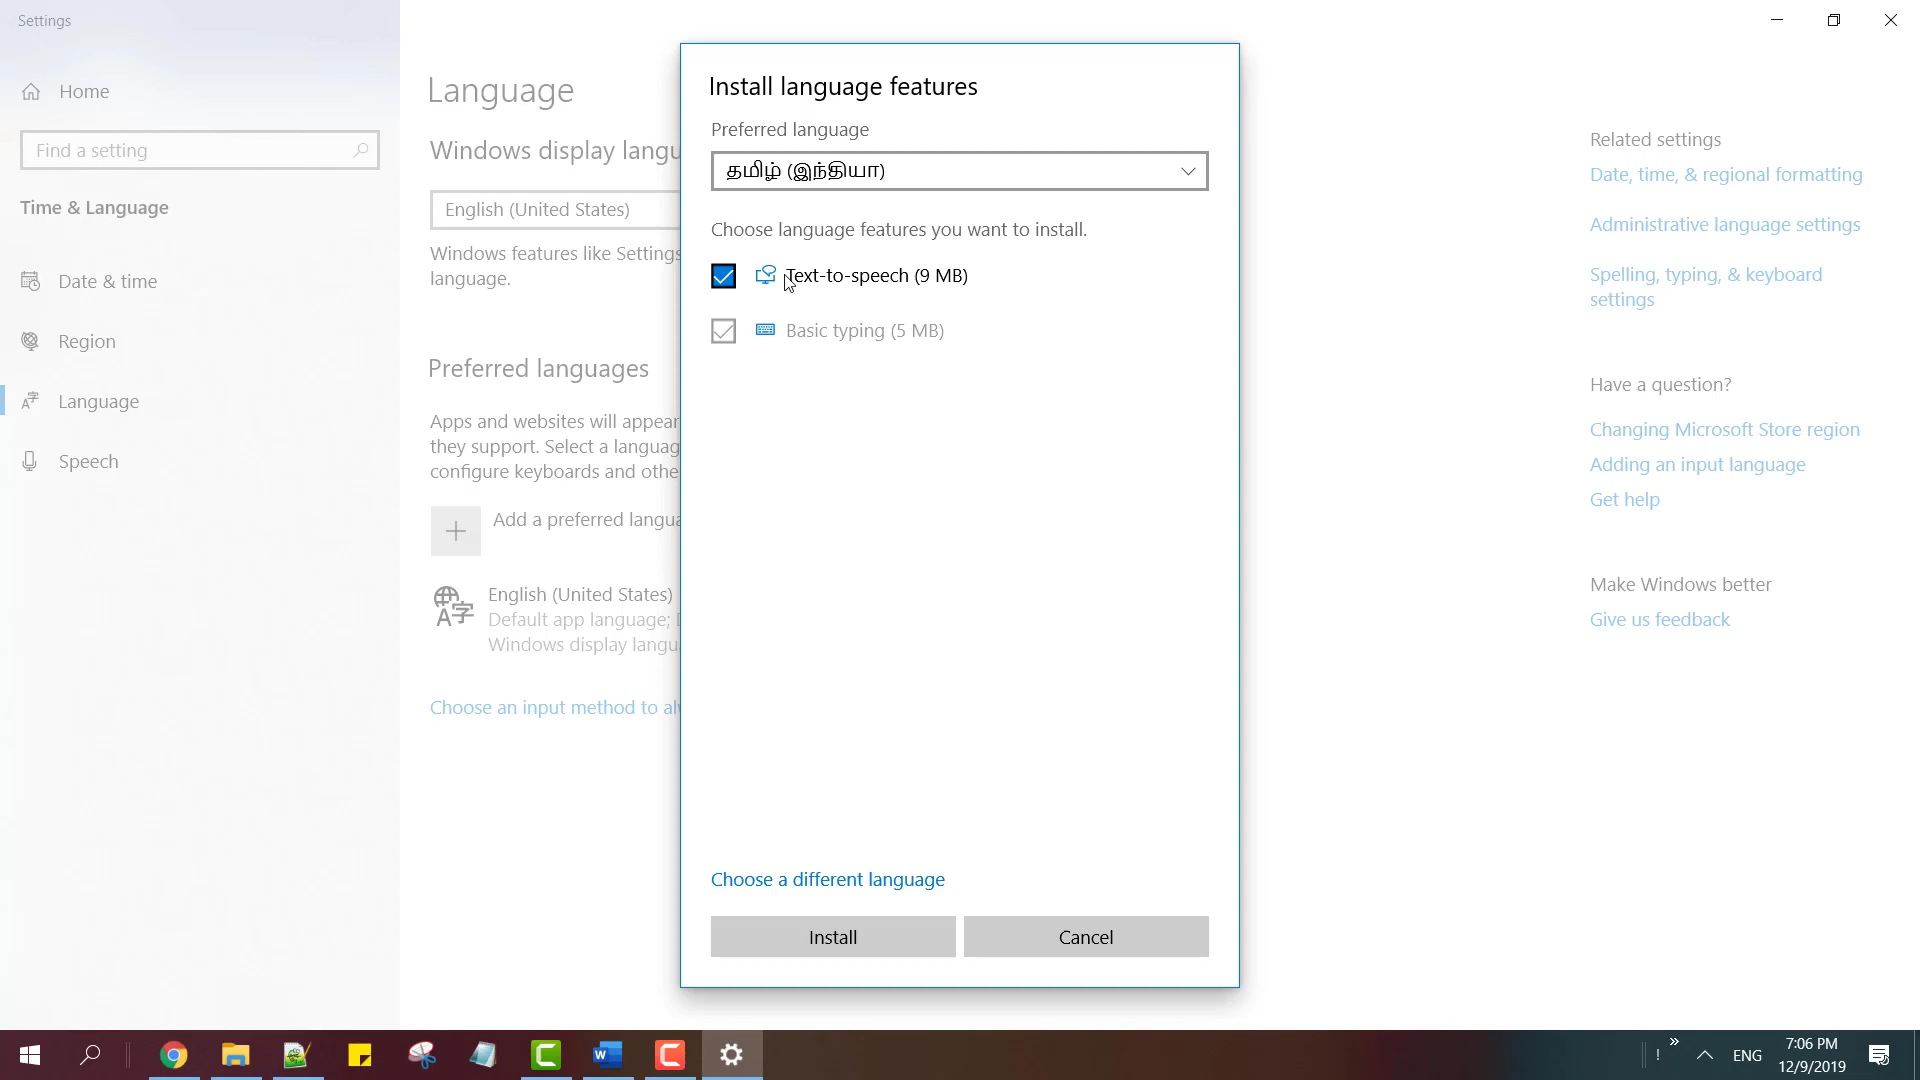 Settings
Home
Find a setting
Time & Language
Date & time
Region
Language
Speech
Language
Windows display langu
English (United States)
Windows features like Settings
language.
Preferred languages
Apps and websites will appear
they support. Select a languag
configure keyboards and othe
Add a preferred langua
English (United States)
Default app language; D
Windows display langu
Choose an input method to alw
Install language features
Preferred language
தமிழ் (இந்தியா)
Choose language features you want to install.
Text-to-speech (9 MB)
Basic typing (5 MB)
Choose a different language
Install
Cancel
Related settings
Date, time, & regional formatting
Administrative language settings
Spelling, typing, & keyboard
settings
Have a question?
Changing Microsoft Store region
Adding an input language
Get help
Make Windows better
Give us feedback
ENG
7:06 PM
12/9/2019